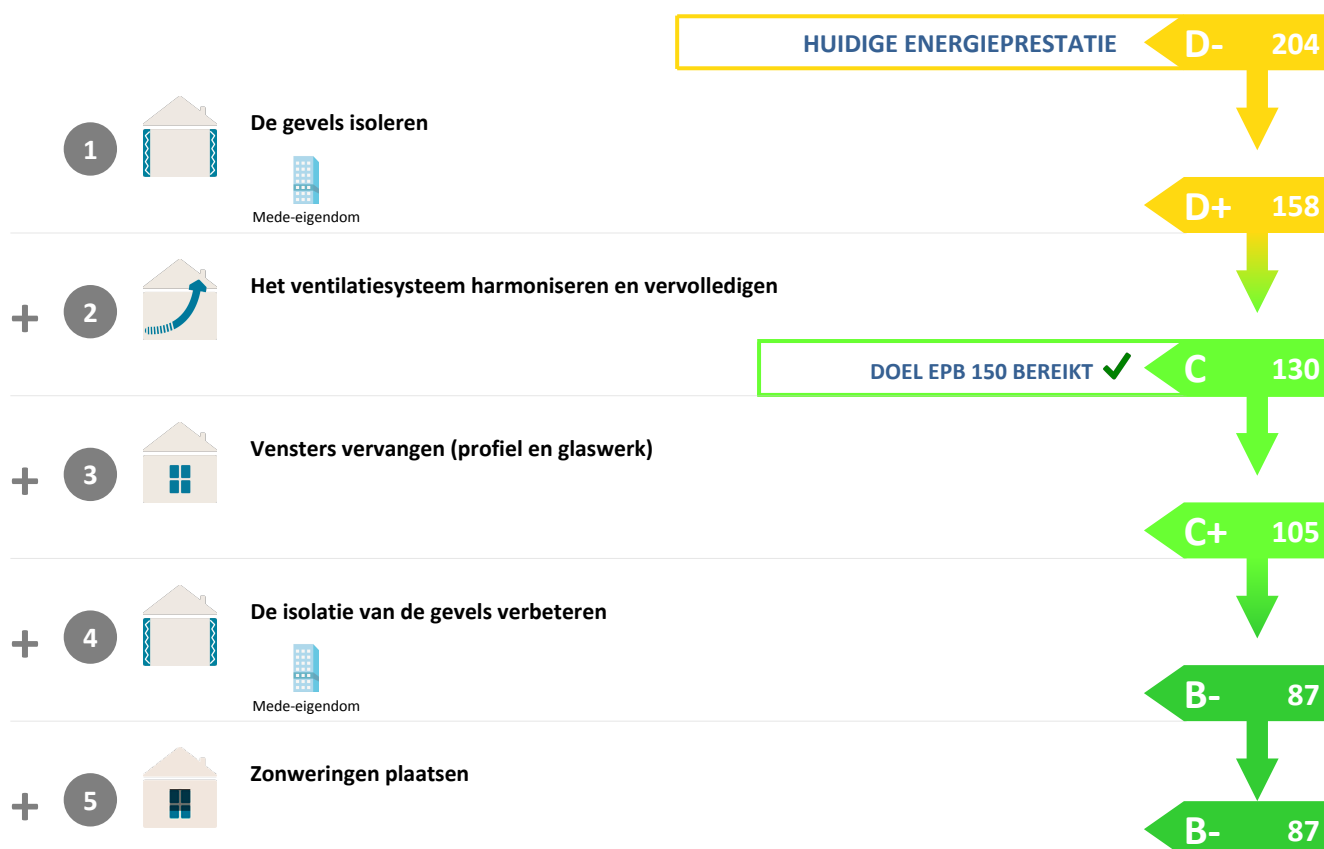 HUIDIGE ENERGIEPRESTATIE D- 204
1 De gevels isoleren
Mede-eigendom
D+ 158
+ 2 Het ventilatiesysteem harmoniseren en vervolledigen
DOEL EPB 150 BEREIKT ✓ C 130
+ 3 Vensters vervangen (profiel en glaswerk)
C+ 105
+ 4 De isolatie van de gevels verbeteren
Mede-eigendom
B- 87
+ 5 Zonweringen plaatsen
B- 87